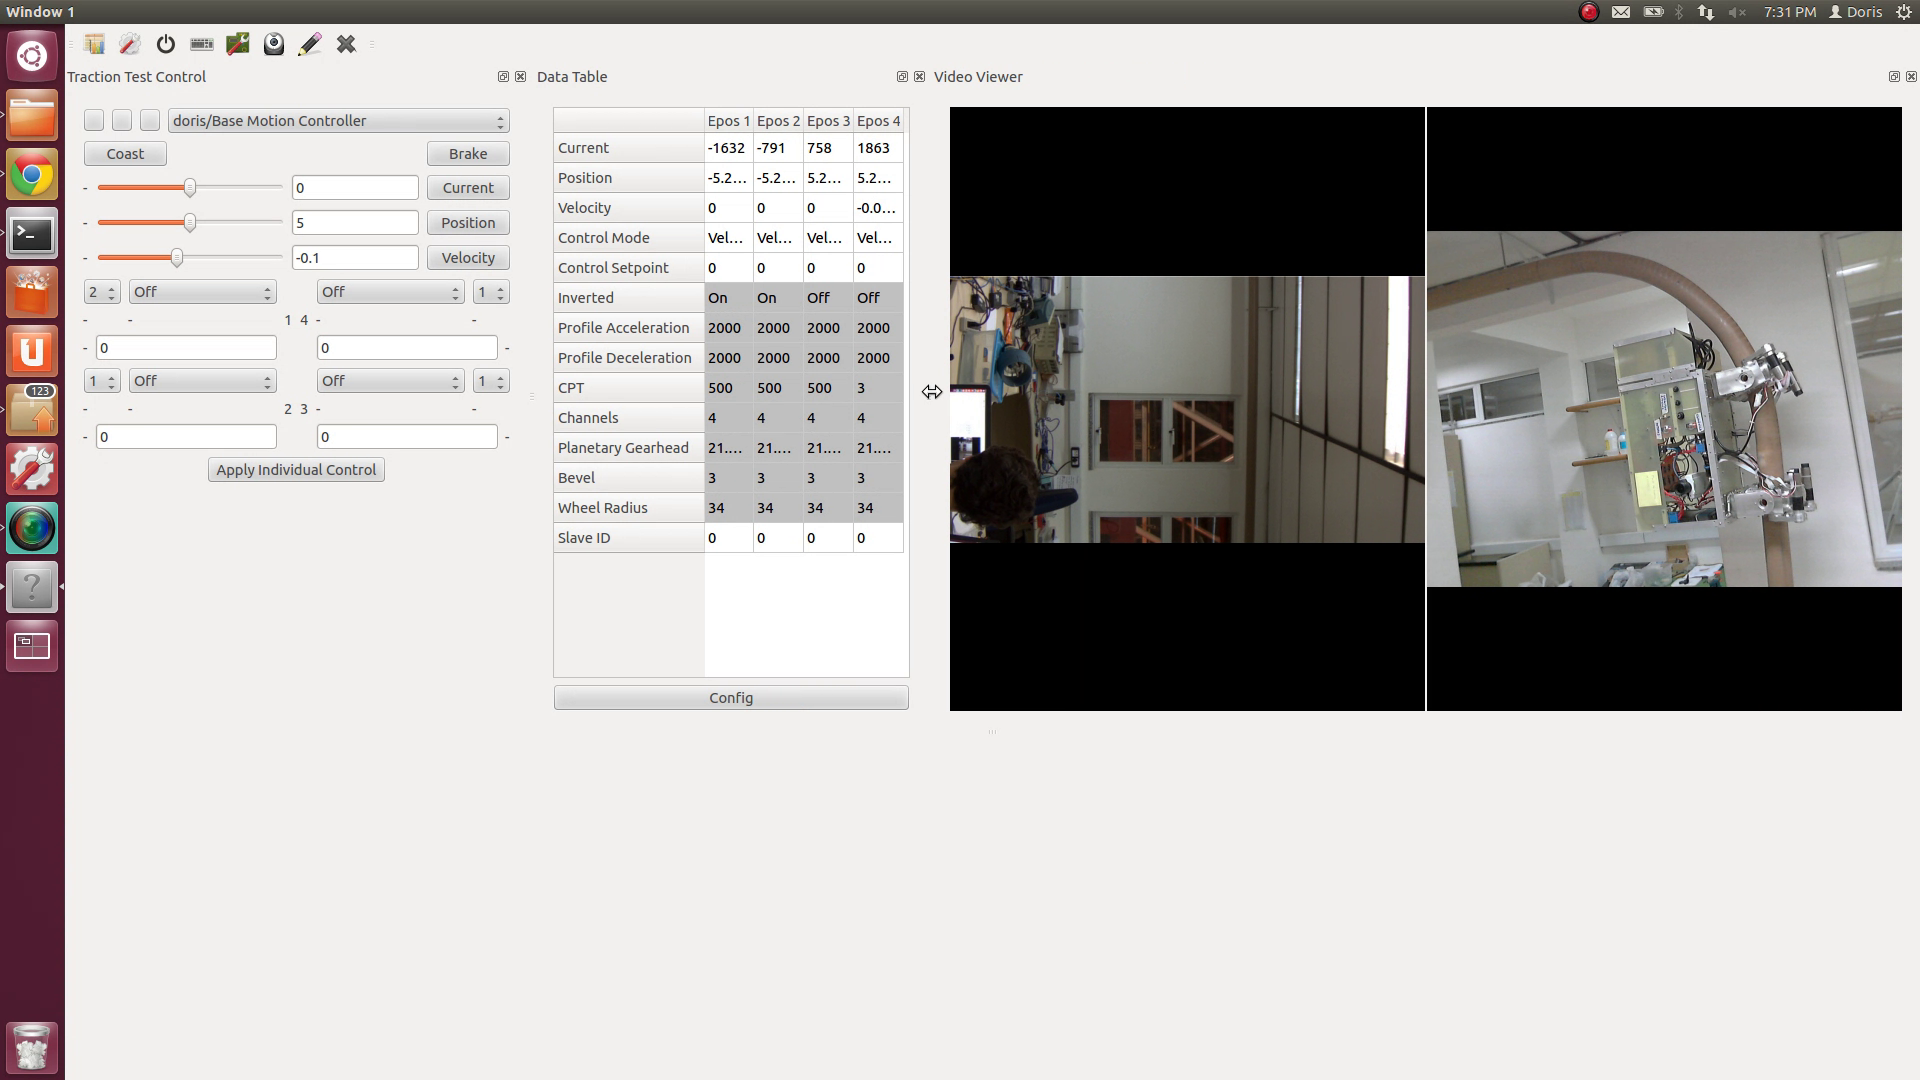 Window 1 7:31 PM Doris
Traction Test Control Data Table Video Viewer
doris/Base Motion Controller
Coast Brake
- 0 Current
- 5 Position
- -0.1 Velocity
2 Off Off 1
- - 1 4 - -
- 0 0 -
1 Off Off 1
- - 2 3 - -
- 0 0 -
Apply Individual Control
Epos 1 Epos 2 Epos 3 Epos 4
Current -1632 -791 758 1863
Position -5.2... -5.2... 5.2... 5.2...
Velocity 0 0 0 -0.0...
Control Mode Vel... Vel... Vel... Vel...
Control Setpoint 0 0 0 0
Inverted On On Off Off
Profile Acceleration 2000 2000 2000 2000
Profile Deceleration 2000 2000 2000 2000
CPT 500 500 500 3
Channels 4 4 4 4
Planetary Gearhead 21.... 21.... 21.... 21....
Bevel 3 3 3 3
Wheel Radius 34 34 34 34
Slave ID 0 0 0 0
Config
123